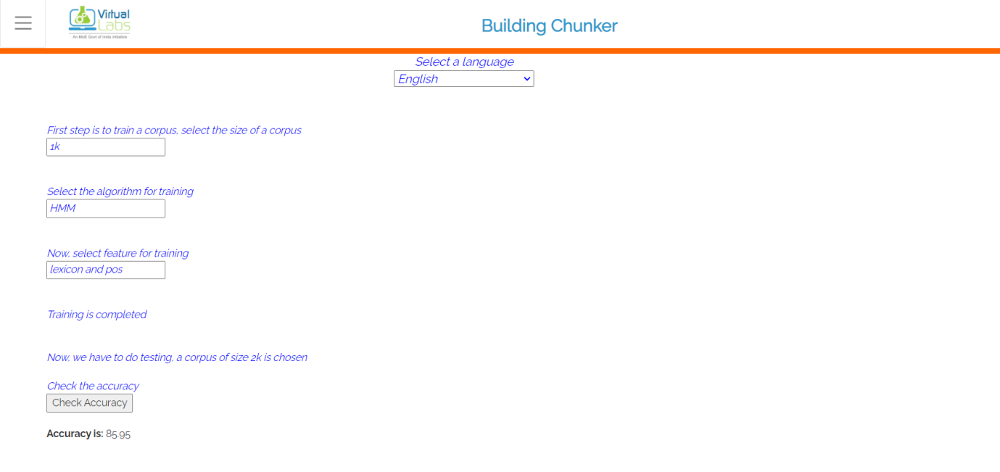 Virtual
of Labs
An MoE Govt of India Initiative
Building Chunker
Select a language
English
First step is to train a corpus, select the size of a corpus
1k
Select the algorithm for training
HMM
Now, select feature for training
lexicon and pos
Training is completed
Now, we have to do testing, a corpus of size 2k is chosen
Check the accuracy
Check Accuracy
Accuracy is: 85.95